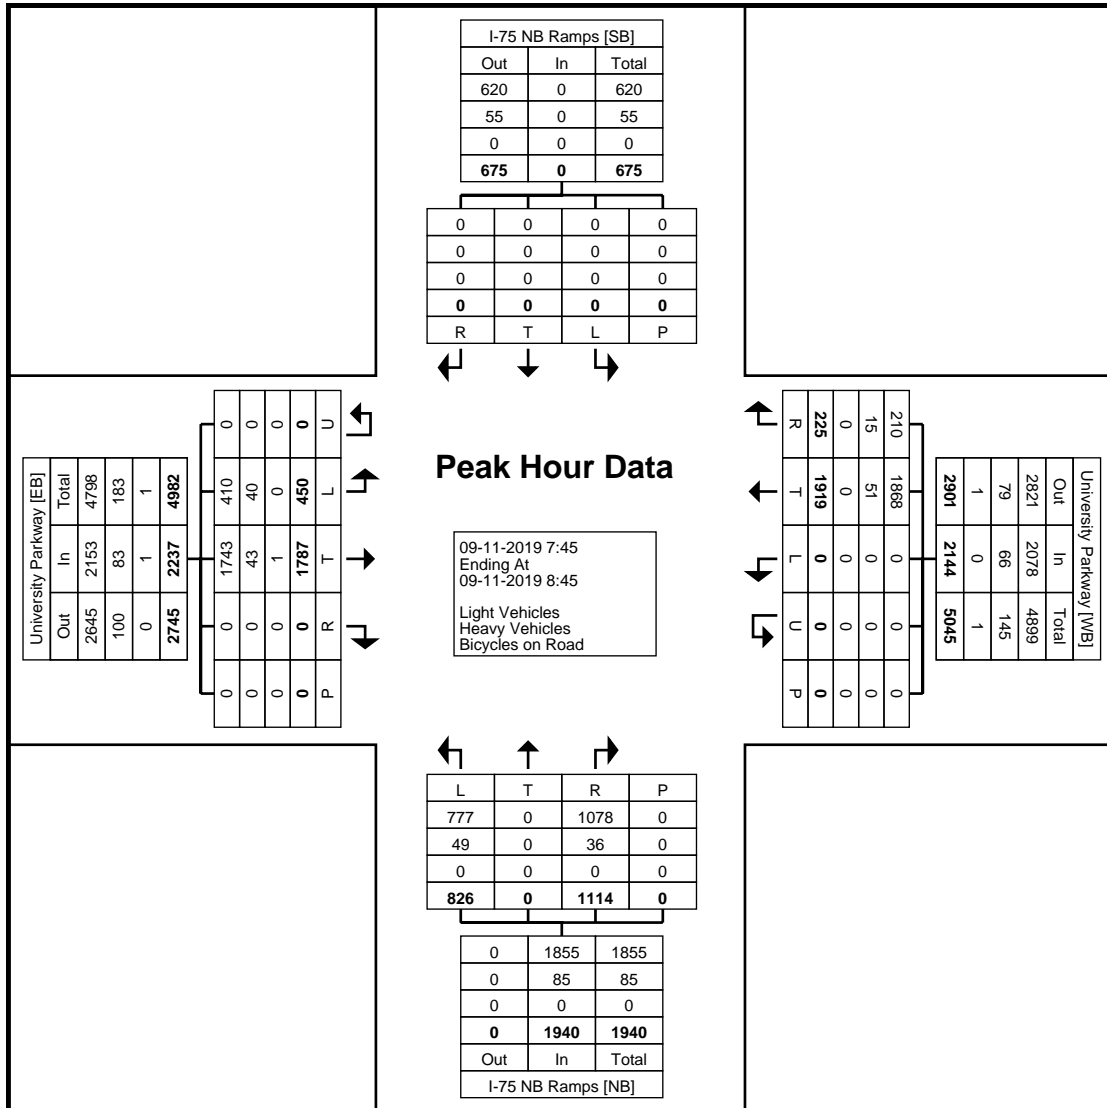 I-75 NB Ramps [SB]
Out In Total
620 0 620
55 0 55
0 0 0
675 0 675
0 0 0 0
0 0 0 0
0 0 0 0
0 0 0 0
R T L P
University Parkway [EB]
Total 4798 183 1 4982
In 2153 83 1 2237
Out 2645 100 0 2745
0 0 0 0 U
410 40 0 450 L
1743 43 1 1787 T
0 0 0 0 R
0 0 0 0 P
Peak Hour Data
09-11-2019 7:45
Ending At
09-11-2019 8:45
Light Vehicles
Heavy Vehicles
Bicycles on Road
R 225 0 15 210
T 1919 0 51 1868
L 0 0 0 0
U 0 0 0 0
P 0 0 0 0
University Parkway [WB]
Out 2821 79 1 2901
In 2078 66 0 2144
Total 4899 145 1 5045
L T R P
777 0 1078 0
49 0 36 0
0 0 0 0
826 0 1114 0
0 1855 1855
0 85 85
0 0 0
0 1940 1940
Out In Total
I-75 NB Ramps [NB]